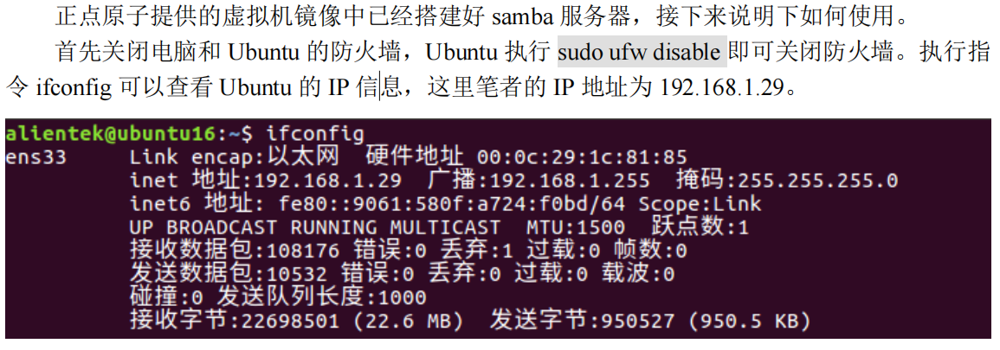 正点原子提供的虚拟机镜像中已经搭建好 samba 服务器，接下来说明下如何使用。
首先关闭电脑和 Ubuntu 的防火墙，Ubuntu 执行 sudo ufw disable 即可关闭防火墙。执行指
令 ifconfig 可以查看 Ubuntu 的 IP 信息，这里笔者的 IP 地址为 192.168.1.29。
alientek@ubuntu16:~$ ifconfig
ens33 Link encap:以太网 硬件地址 00:0c:29:1c:81:85
inet 地址:192.168.1.29 广播:192.168.1.255 掩码:255.255.255.0
inet6 地址: fe80::9061:580f:a724:f0bd/64 Scope:Link
UP BROADCAST RUNNING MULTICAST MTU:1500 跃点数:1
接收数据包:108176 错误:0 丢弃:1 过载:0 帧数:0
发送数据包:10532 错误:0 丢弃:0 过载:0 载波:0
碰撞:0 发送队列长度:1000
接收字节:22698501 (22.6 MB) 发送字节:950527 (950.5 KB)